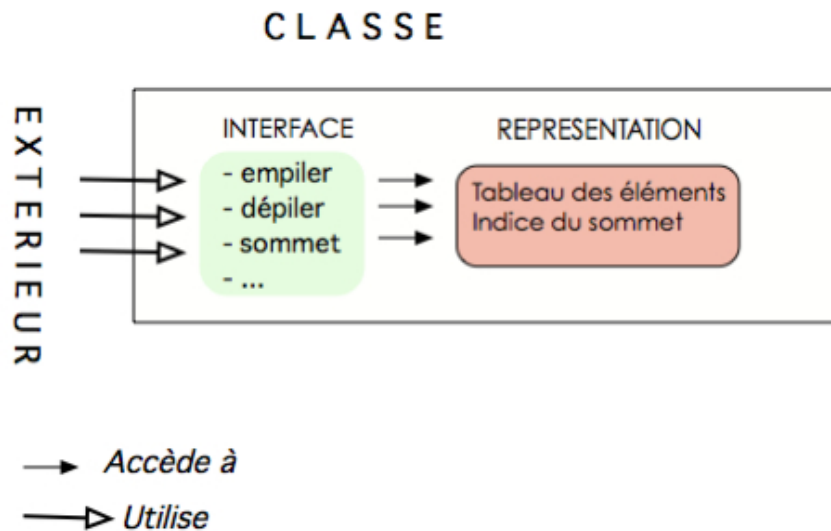 CLASSE
EXTERIEUR
INTERFACE
- empiler
- dépiler
- sommet
- ...
REPRESENTATION
Tableau des éléments
Indice du sommet
Accède à
Utilise